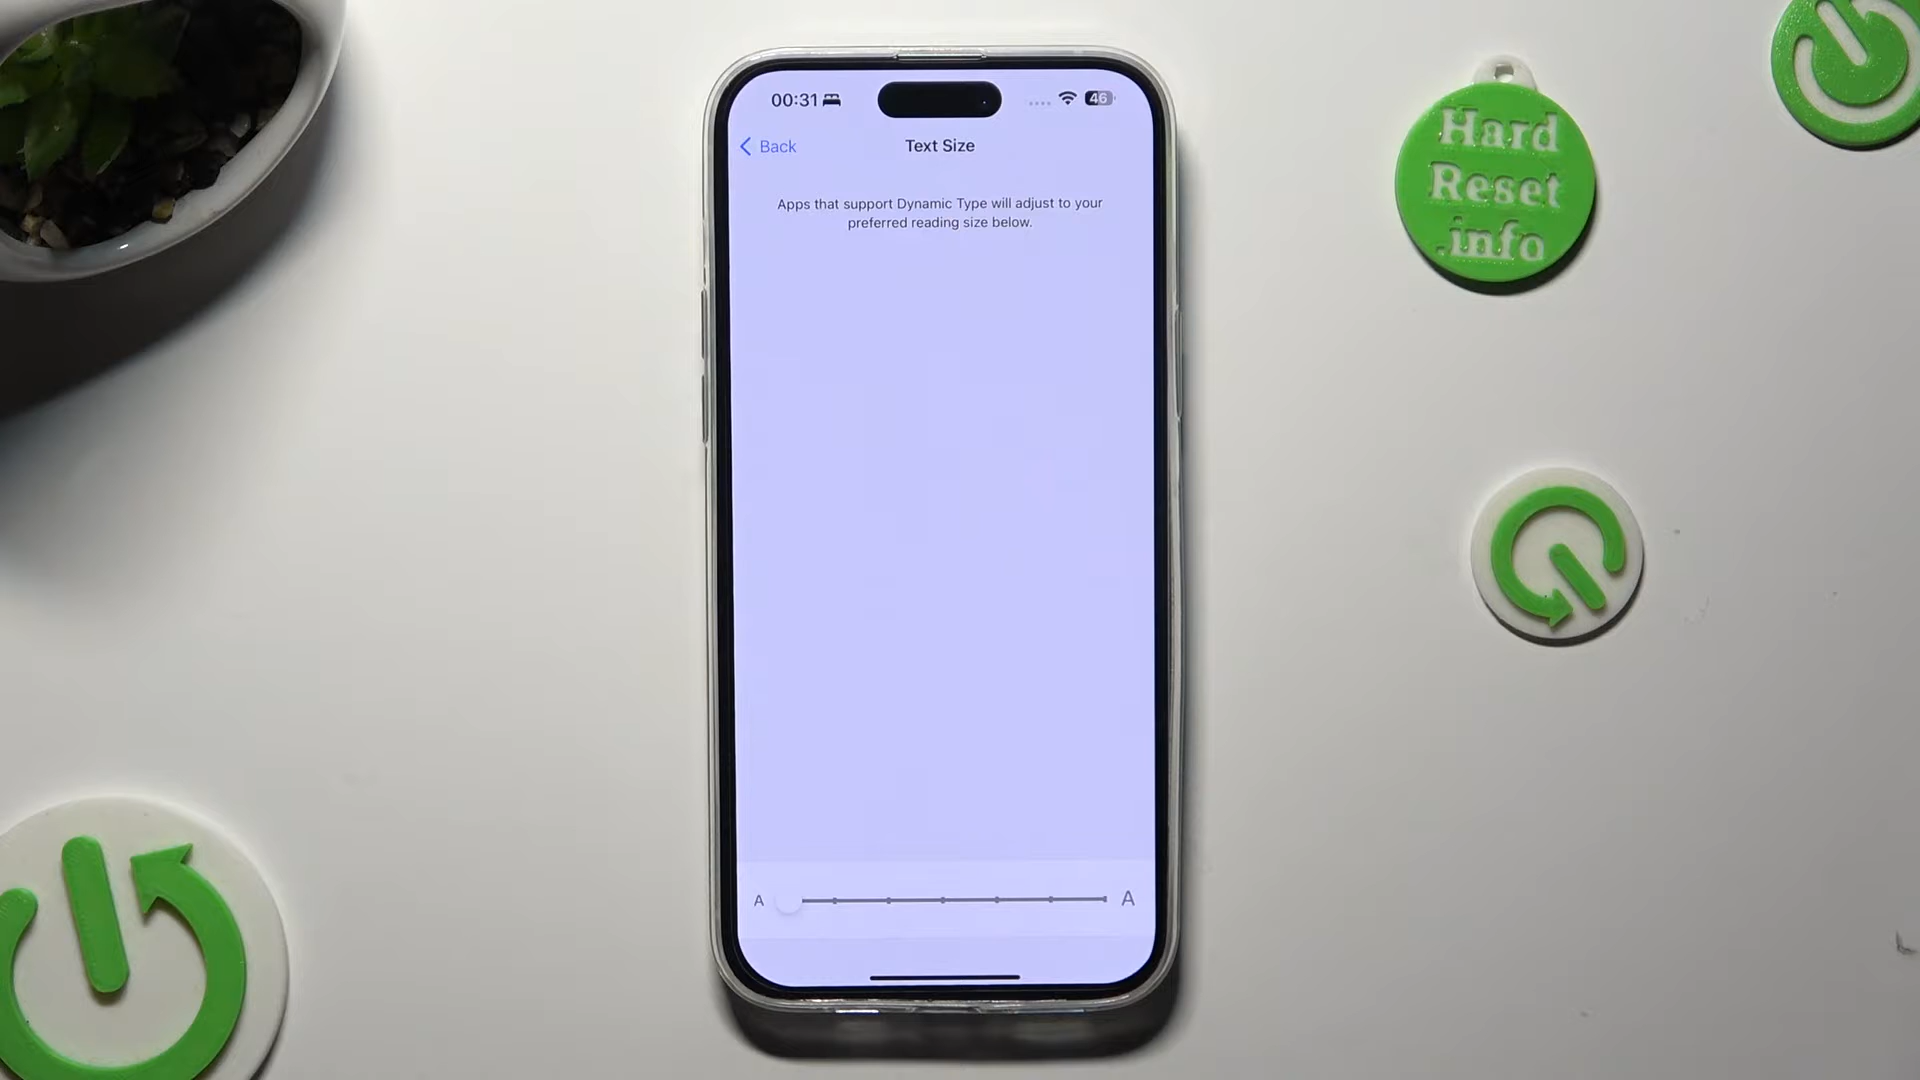 00:31
46
Back
Text Size
Apps that support Dynamic Type will adjust to your
preferred reading size below.
A
A
Hard
Reset
.info